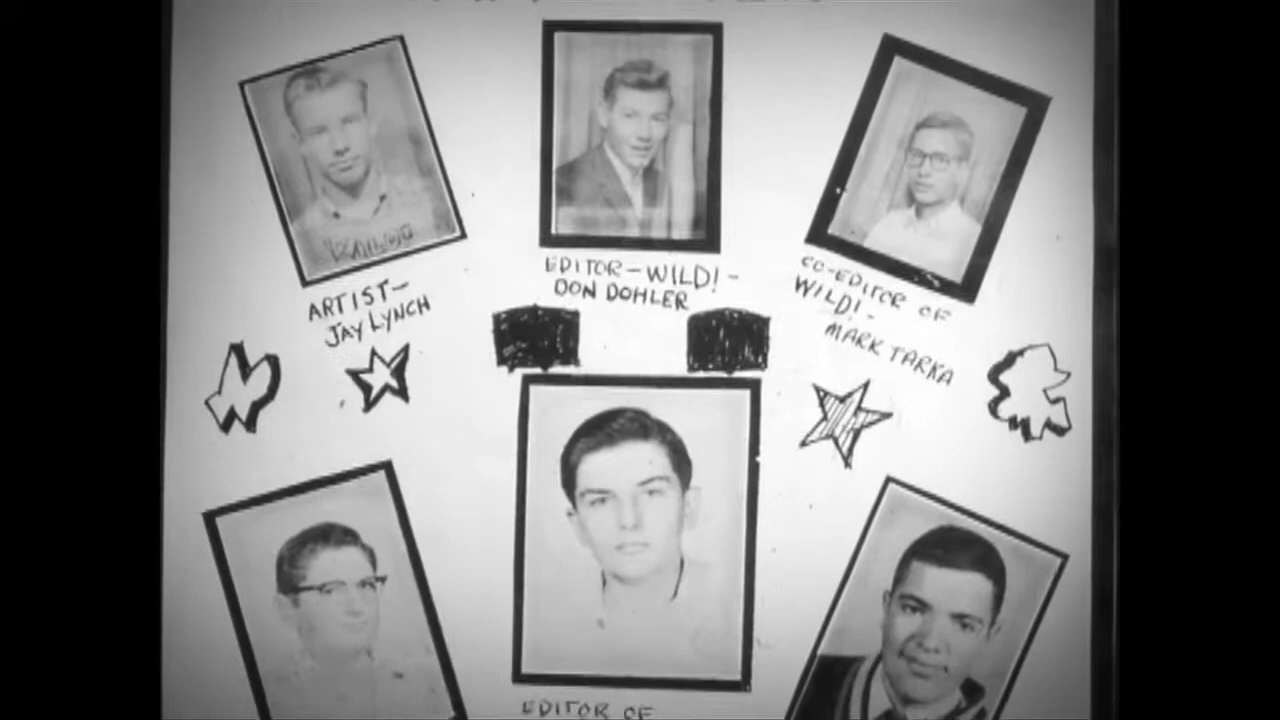 ARTIST-
JAY LYNCH
EDITOR-WILD!-
DON DOHLER
CO-EDITOR OF
WILD!-
MARK TARKA
EDITOR OF